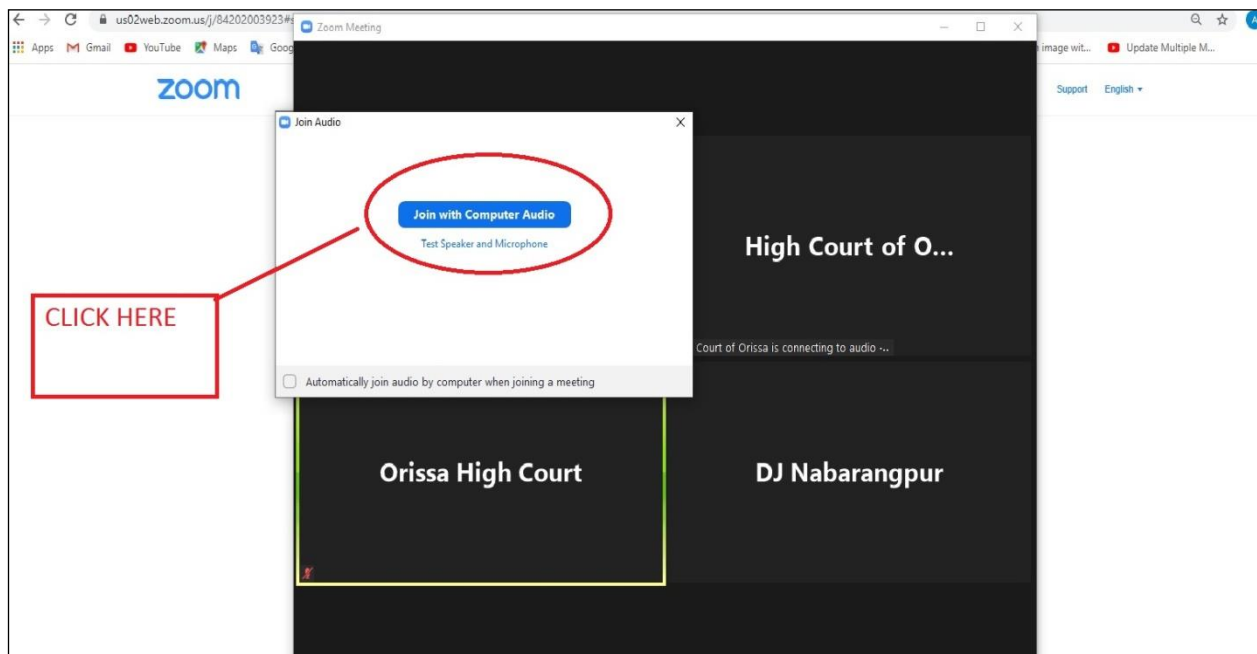 us02web.zoom.us/j/84202003923#s
Zoom Meeting
Apps Gmail YouTube Maps Goog
image wit... Update Multiple M...
zoom
Support English
Join Audio
Join with Computer Audio
Test Speaker and Microphone
High Court of O...
CLICK HERE
Court of Orissa is connecting to audio -..
Automatically join audio by computer when joining a meeting
Orissa High Court
DJ Nabarangpur